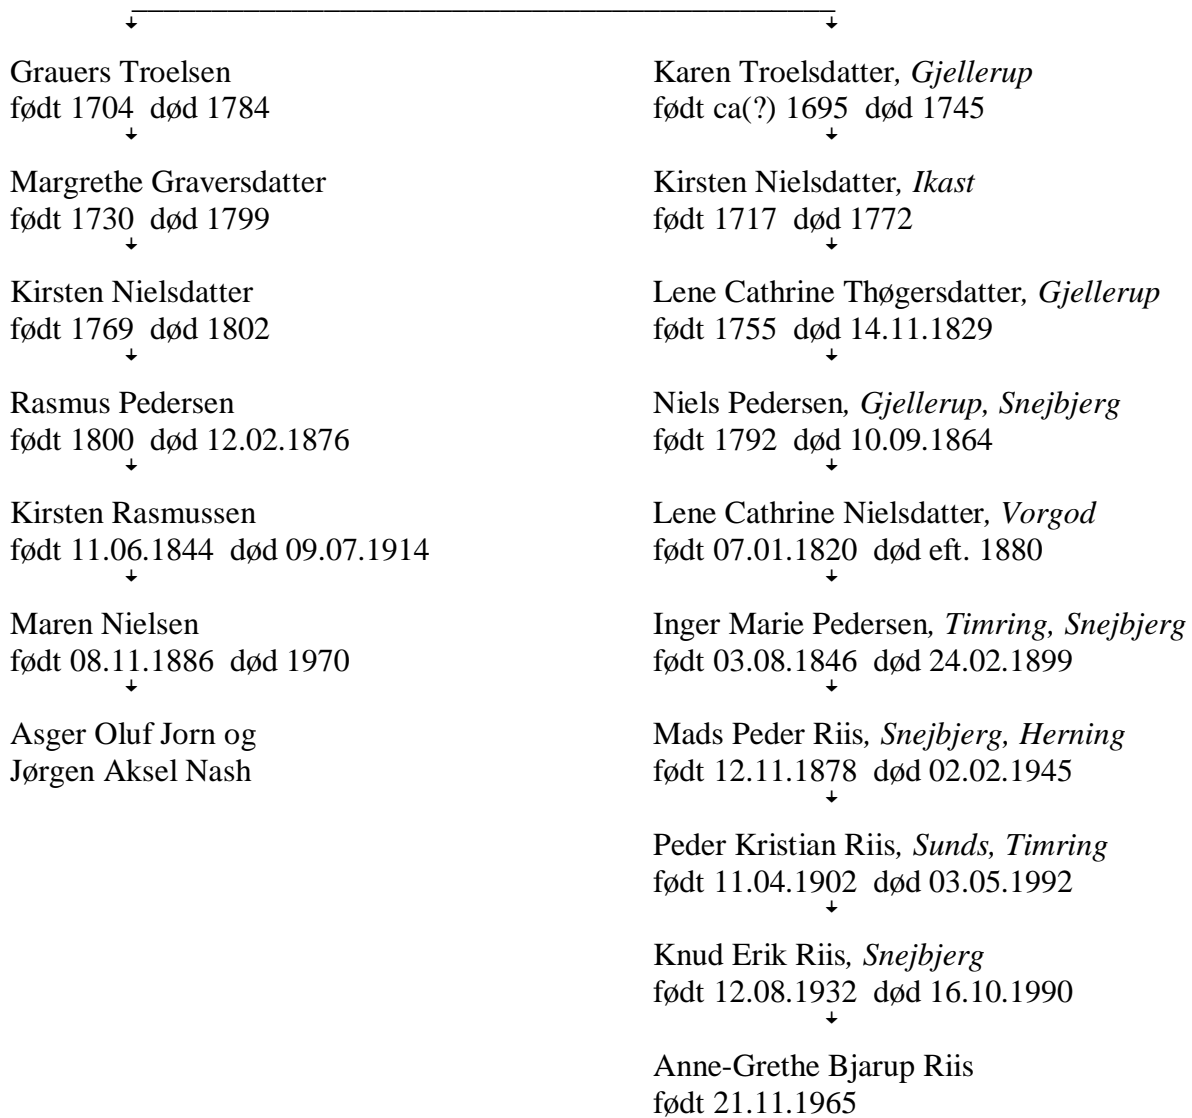 Grauers Troelsen
født 1704 død 1784
Margrethe Graversdatter
født 1730 død 1799
Kirsten Nielsdatter
født 1769 død 1802
Rasmus Pedersen
født 1800 død 12.02.1876
Kirsten Rasmussen
født 11.06.1844 død 09.07.1914
Maren Nielsen
født 08.11.1886 død 1970
Asger Oluf Jorn og
Jørgen Aksel Nash
Karen Troelsdatter, Gjellerup
født ca(?) 1695 død 1745
Kirsten Nielsdatter, Ikast
født 1717 død 1772
Lene Cathrine Thøgersdatter, Gjellerup
født 1755 død 14.11.1829
Niels Pedersen, Gjellerup, Snejbjerg
født 1792 død 10.09.1864
Lene Cathrine Nielsdatter, Vorgod
født 07.01.1820 død eft. 1880
Inger Marie Pedersen, Timring, Snejbjerg
født 03.08.1846 død 24.02.1899
Mads Peder Riis, Snejbjerg, Herning
født 12.11.1878 død 02.02.1945
Peder Kristian Riis, Sunds, Timring
født 11.04.1902 død 03.05.1992
Knud Erik Riis, Snejbjerg
født 12.08.1932 død 16.10.1990
Anne-Grethe Bjarup Riis
født 21.11.1965